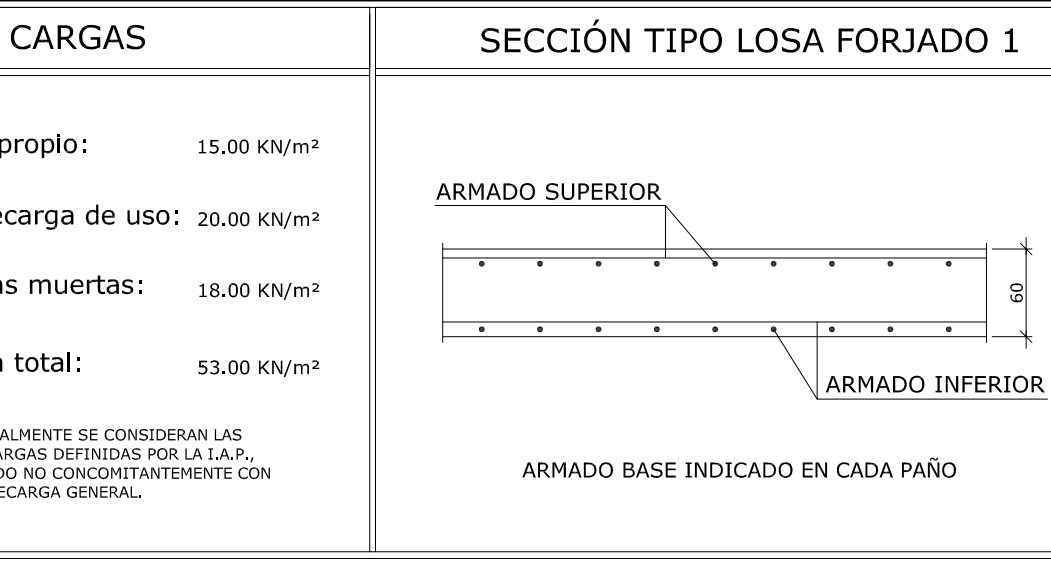 CARGAS
propio: 15.00 KN/m²
ecarga de uso: 20.00 KN/m²
as muertas: 18.00 KN/m²
total: 53.00 KN/m²
ALMENTE SE CONSIDERAN LAS
ARGAS DEFINIDAS POR LA I.A.P.,
DO NO CONCOMITANTEMENTE CON
ECARGA GENERAL.
SECCIÓN TIPO LOSA FORJADO 1
ARMADO SUPERIOR
60
ARMADO INFERIOR
ARMADO BASE INDICADO EN CADA PAÑO